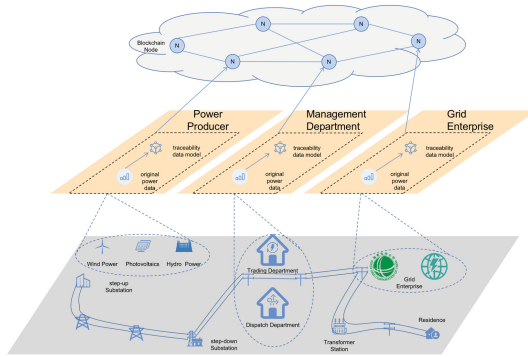 N
N
Blockchain
Node
N
N
N
N
Power
Producer
Management
Department
Grid
Enterprise
traceability
data model
traceability
data model
traceability
data model
original
power
data
original
power
data
original
power
data
Wind Power
Photovoltaics
Hydro Power
Trading Department
Grid
Enterprise
step-up
Substation
Dispatch Department
step-down
Substation
Transformer
Station
Residence